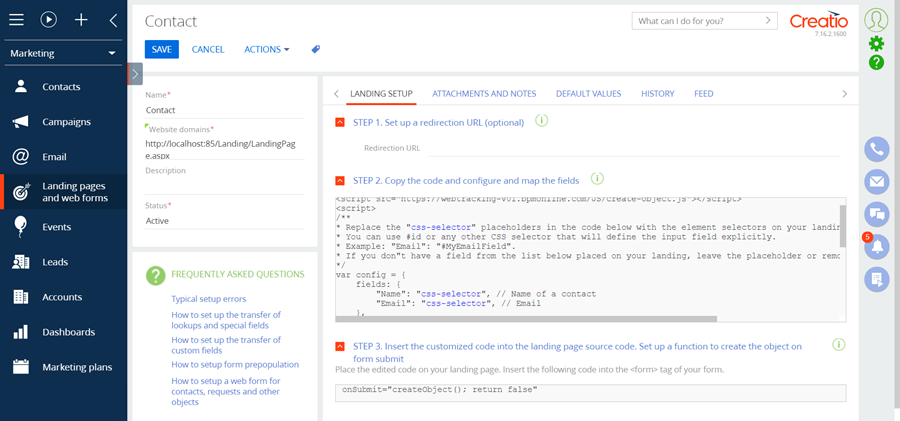 Contact
What can I do for you?
Creatio
7.16.2.1600
SAVE
CANCEL
ACTIONS
Marketing
Contacts
Campaigns
Email
Landing pages
and web forms
Events
Leads
Accounts
Dashboards
Marketing plans
Name*
Contact
Website domains*
http://localhost:85/Landing/LandingPag
e.aspx
Description
Status*
Active
FREQUENTLY ASKED QUESTIONS
Typical setup errors
How to set up the transfer of
lookups and special fields
How to set up the transfer of
custom fields
How to setup form prepopulation
How to setup a web form for
contacts, requests and other
objects
LANDING SETUP
ATTACHMENTS AND NOTES
DEFAULT VALUES
HISTORY
FEED
STEP 1. Set up a redirection URL (optional)
Redirection URL
STEP 2. Copy the code and configure and map the fields
<script src="https://webtracking-v01.bpmonline.com/JS/create-object.js"></script>
<script>
/**
* Replace the "css-selector" placeholders in the code below with the element selectors on your landin
* You can use #id or any other CSS selector that will define the input field explicitly.
* Example: "Email": "#MyEmailField".
* If you don't have a field from the list below placed on your landing, leave the placeholder or remo
*/
var config = {
fields: {
"Name": "css-selector", // Name of a contact
"Email": "css-selector", // Email
},
STEP 3. Insert the customized code into the landing page source code. Set up a function to create the object on
form submit
Place the edited code on your landing page. Insert the following code into the <form> tag of your form.
onSubmit="createObject(); return false"
5